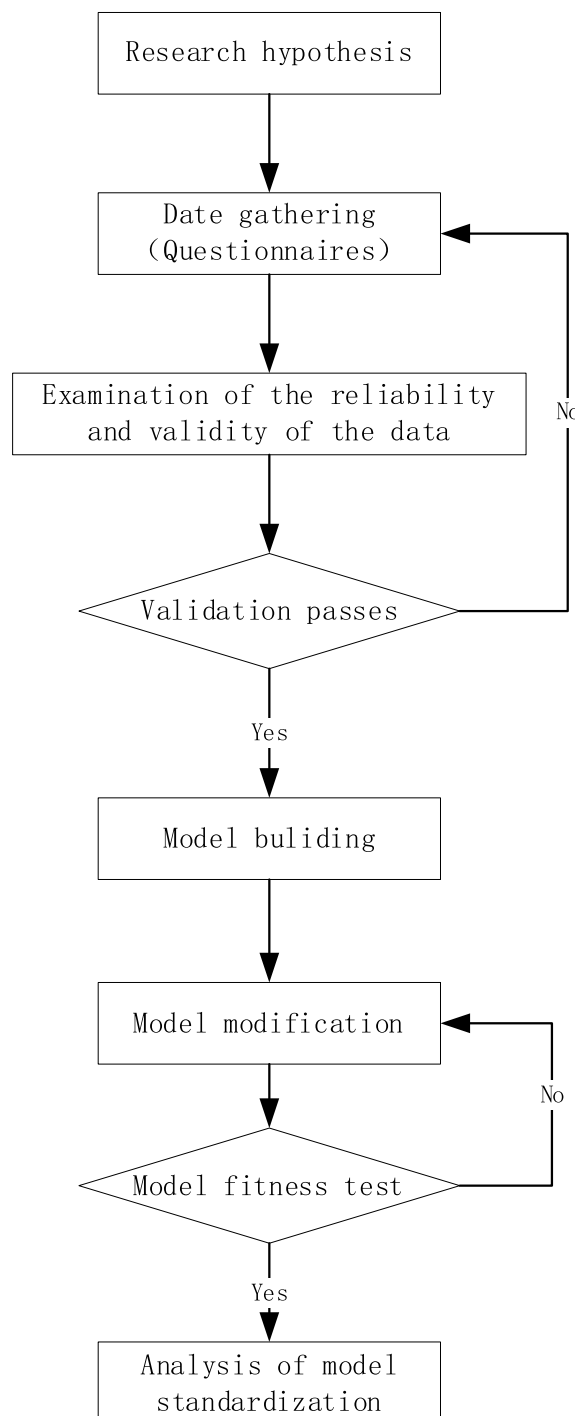 Research hypothesis
Date gathering
(Questionnaires)
Examination of the reliability
and validity of the data
No
Validation passes
Yes
Model buliding
Model modification
No
Model fitness test
Yes
Analysis of model
standardization